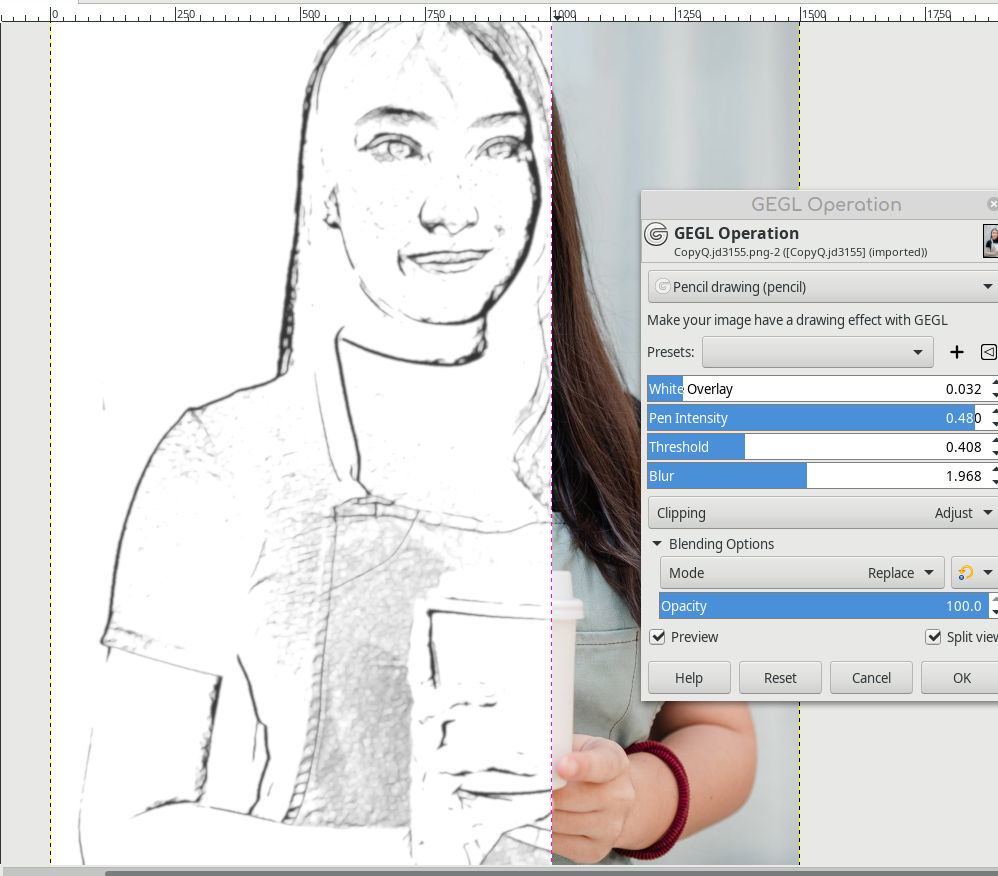 0 250 500 750 1000 1250 1500 1750
GEGL Operation
GEGL Operation
CopyQ.jd3155.png-2 ([CopyQ.jd3155] (imported))
Pencil drawing (pencil)
Make your image have a drawing effect with GEGL
Presets:
White Overlay 0.032
Pen Intensity 0.480
Threshold 0.408
Blur 1.968
Clipping Adjust
Blending Options
Mode Replace
Opacity 100.0
Preview Split view
Help Reset Cancel OK